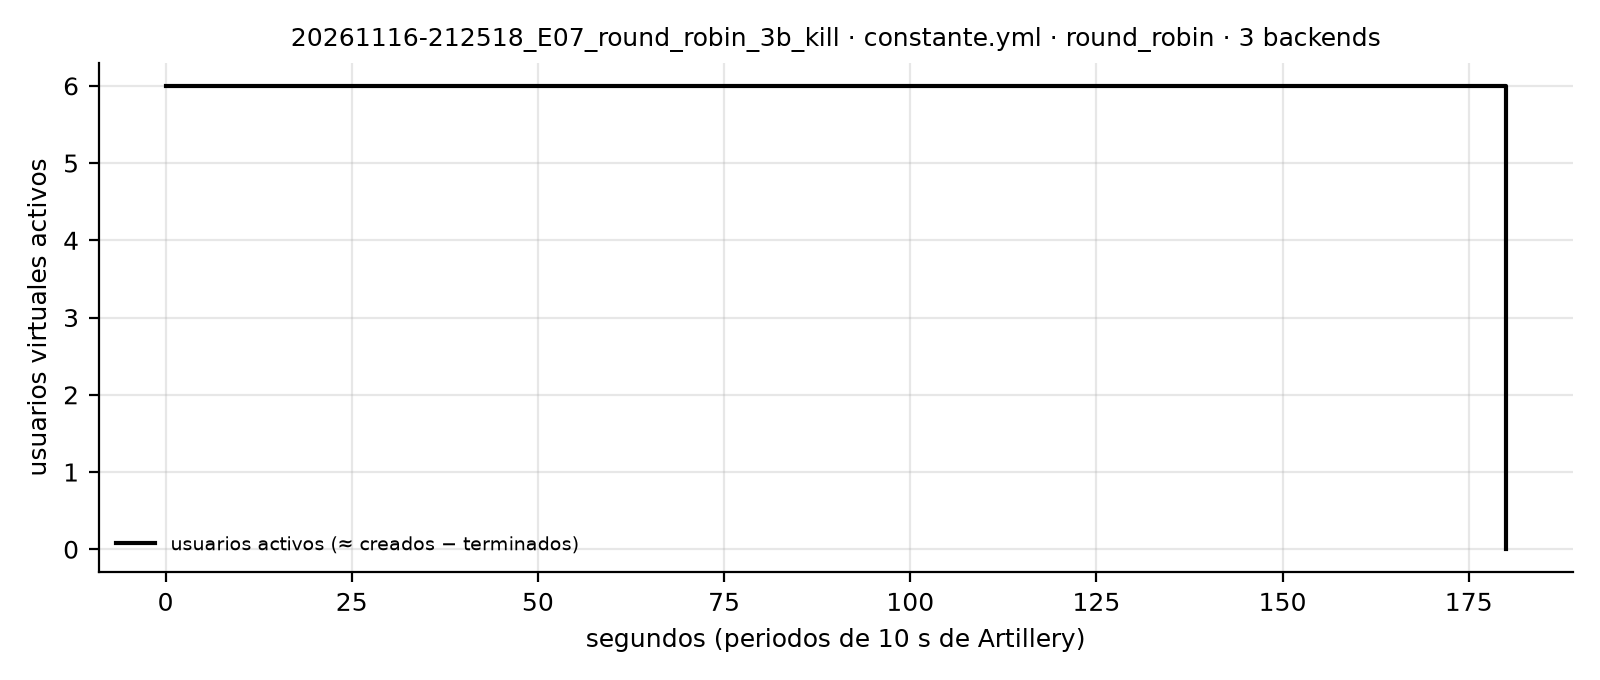 20261116-212518_E07_round_robin_3b_kill · constante.yml · round_robin · 3 backends
usuarios virtuales activos
6
5
4
3
2
1
0
usuarios activos (≈ creados − terminados)
0 25 50 75 100 125 150 175
segundos (periodos de 10 s de Artillery)